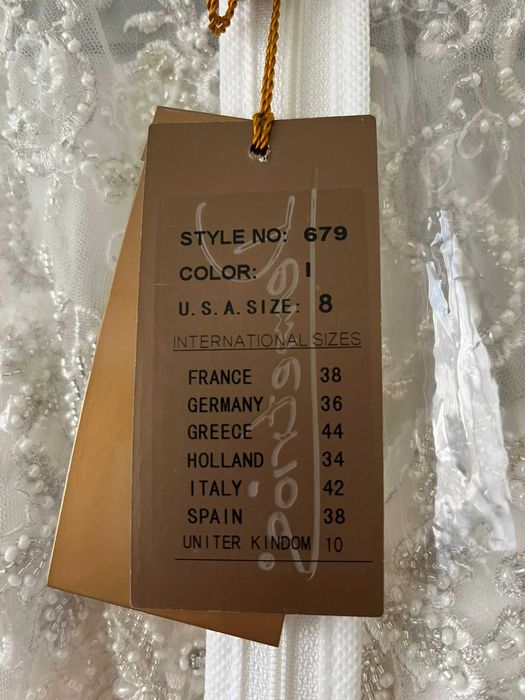 STYLE NO: 679
COLOR: I
U.S.A. SIZE: 8
INTERNATIONAL SIZES
FRANCE 38
GERMANY 36
GREECE 44
HOLLAND 34
ITALY 42
SPAIN 38
UNITER KINDOM 10